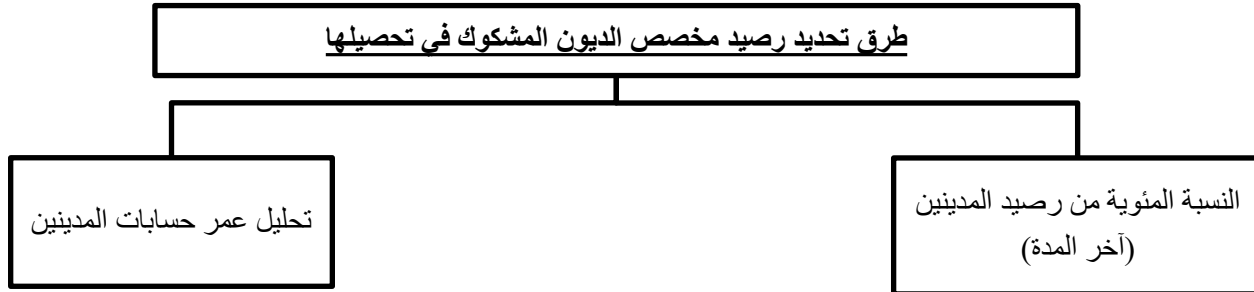 طرق تحديد رصيد مخصص الديون المشكوك في تحصيلها
النسبة المئوية من رصيد المدينين
(آخر المدة)
تحليل عمر حسابات المدينين